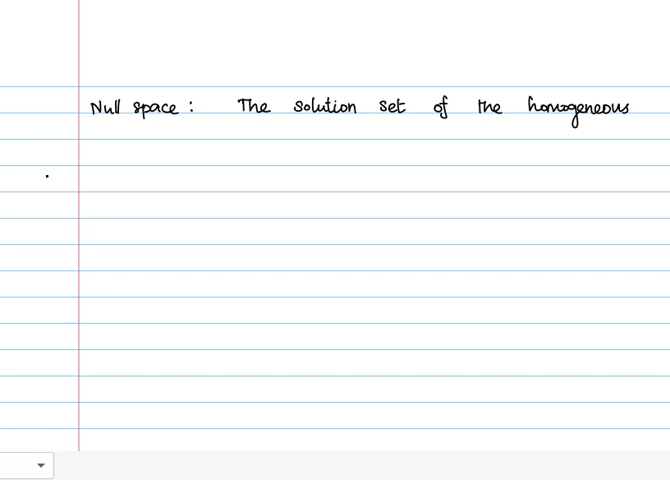 Null space : The solution set of the homogeneous